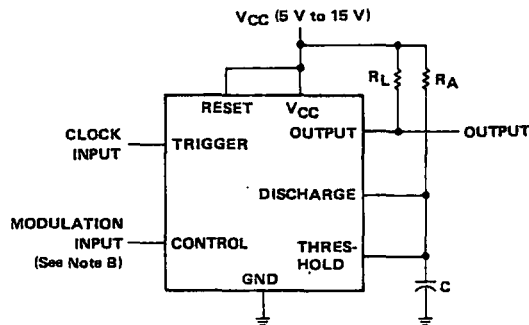 VCC (5 V to 15 V)
RL
RA
RESET
VCC
OUTPUT
OUTPUT
CLOCK
INPUT
TRIGGER
DISCHARGE
MODULATION
INPUT
(See Note B)
CONTROL
THRES-
HOLD
GND
C